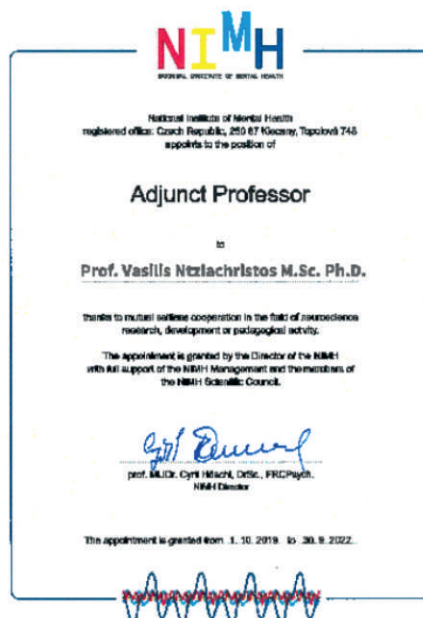 NIMH
NATIONAL INSTITUTE OF MENTAL HEALTH
National Institute of Mental Health
registered office: Czech Republic, 250 67 Klecany, Topolová 748
appoints to the position of
Adjunct Professor
to
Prof. Vasilis Ntziachristos M.Sc. Ph.D.
thanks to mutual selfless cooperation in the field of neuroscience
research, development or pedagogical activity.
The appointment is granted by the Director of the NIMH
with full support of the NIMH Management and the members of
the NIMH Scientific Council.
prof. MUDr. Cyril Höschl, DrSc., FRCPsych.
NIMH Director
The appointment is granted from 1. 10. 2019 to 30. 9. 2022.